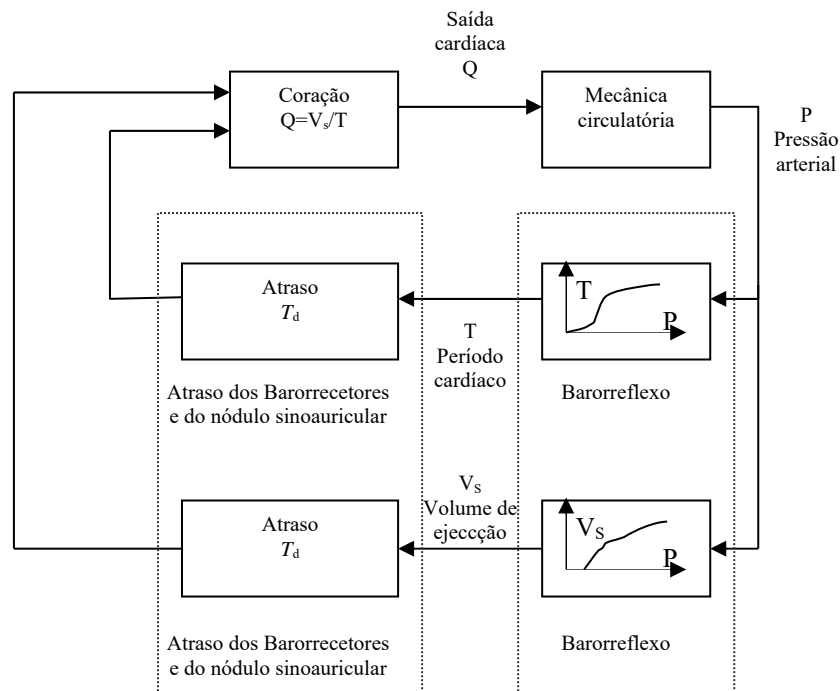 Saída
cardíaca
Q
Coração
Q=Vs/T
Mecânica
circulatória
P
Pressão
arterial
Atraso
Td
T
P
T
Período
cardíaco
Atraso dos Barorrecetores
e do nódulo sinoauricular
Barorreflexo
VS
Volume de
ejeccção
Atraso
Td
VS
P
Atraso dos Barorrecetores
e do nódulo sinoauricular
Barorreflexo